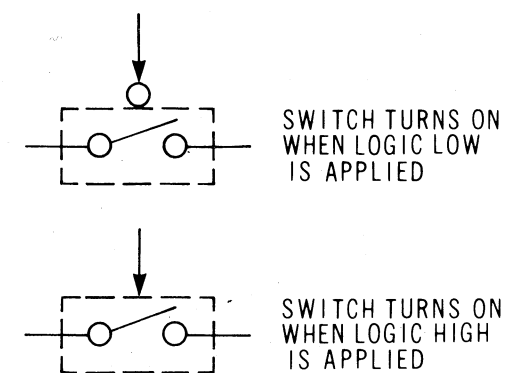 SWITCH TURNS ON
WHEN LOGIC LOW
IS APPLIED
SWITCH TURNS ON
WHEN LOGIC HIGH
IS APPLIED